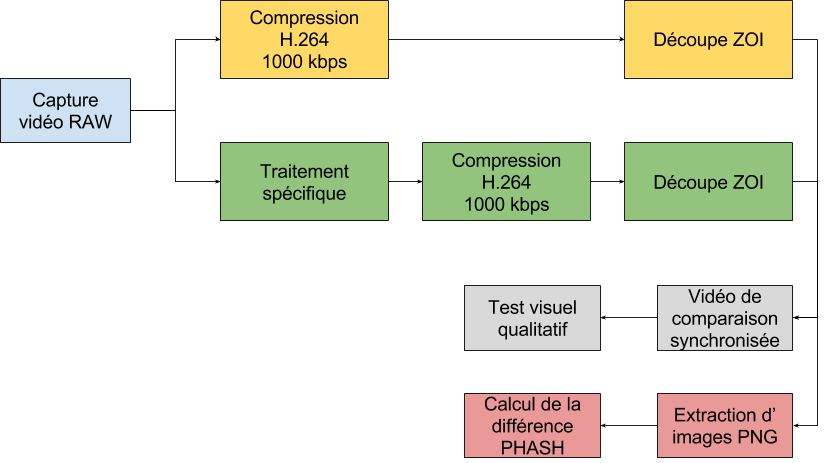 Compression
H.264
1000 kbps
Découpe ZOI
Capture
vidéo RAW
Traitement
spécifique
Compression
H.264
1000 kbps
Découpe ZOI
Test visuel
qualitatif
Vidéo de
comparaison
synchronisée
Calcul de la
différence
PHASH
Extraction d’
images PNG